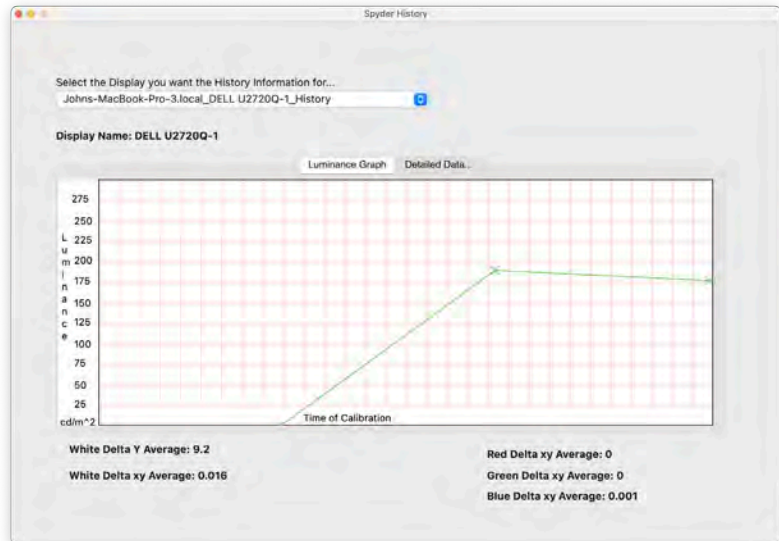 Spyder History
Select the Display you want the History Information for...
Johns-MacBook-Pro-3.local_DELL U2720Q-1_History
Display Name: DELL U2720Q-1
Luminance Graph Detailed Data...
275
250
225
200
175
150
125
100
75
50
25
Luminance
cd/m^2
Time of Calibration
White Delta Y Average: 9.2
White Delta xy Average: 0.016
Red Delta xy Average: 0
Green Delta xy Average: 0
Blue Delta xy Average: 0.001